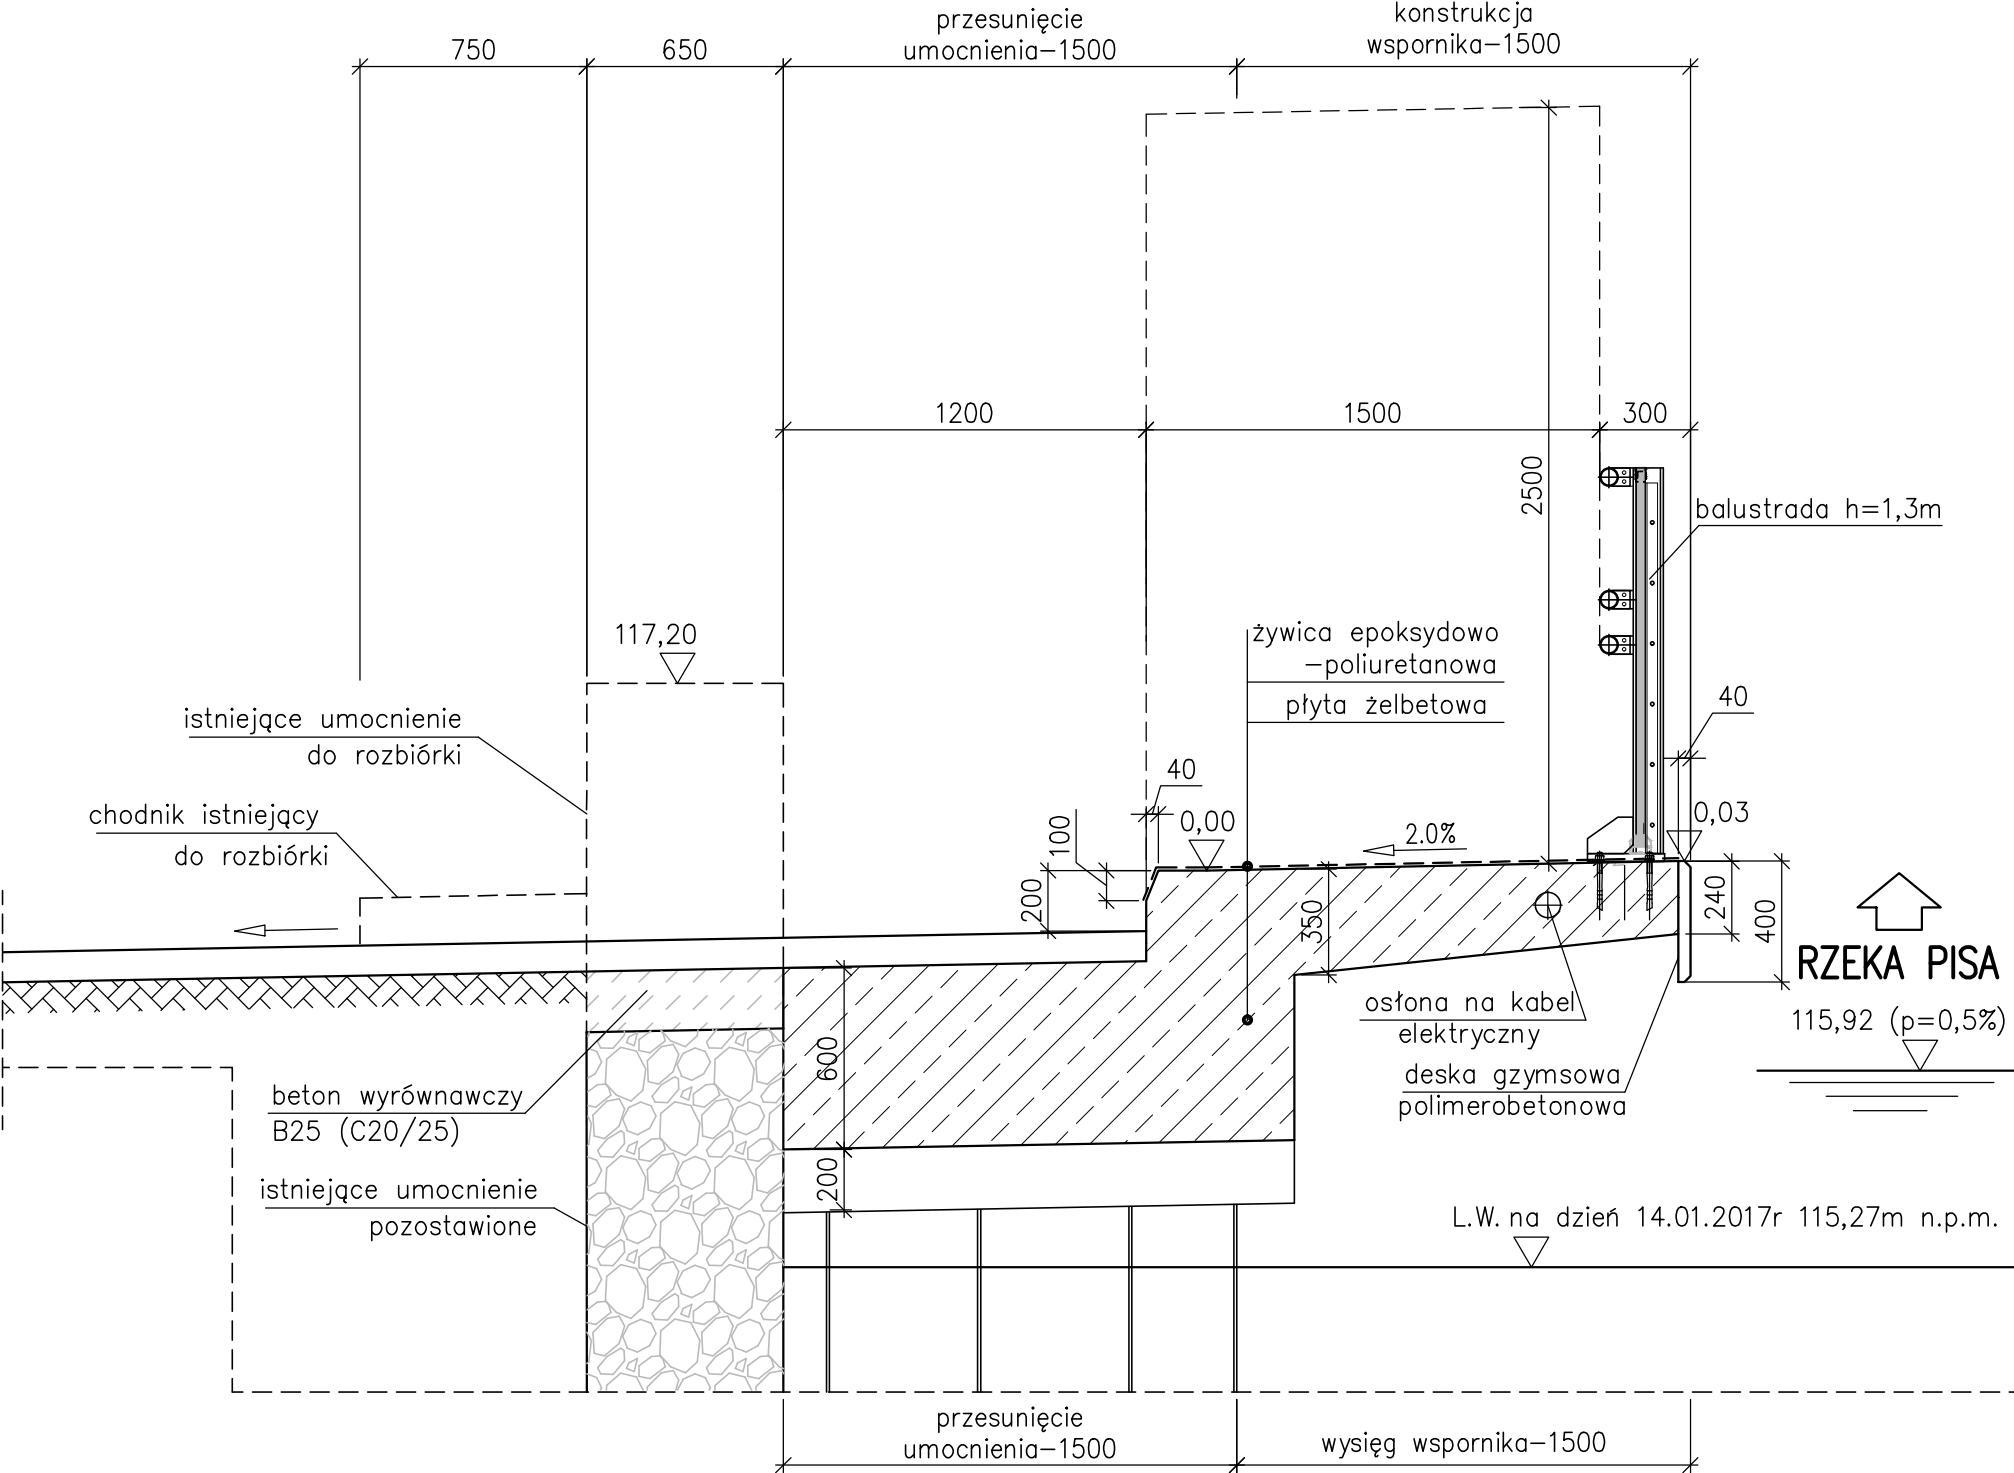 750
650
przesunięcie
umocnienia-1500
konstrukcja
wspornika-1500
1200
1500
300
2500
balustrada h=1,3m
117,20
żywica epoksydowo
-poliuretanowa
płyta żelbetowa
40
istniejące umocnienie
do rozbiórki
40
chodnik istniejący
do rozbiórki
100
0,00
2.0%
0,03
200
350
240
400
RZEKA PISA
115,92 (p=0,5%)
osłona na kabel
elektryczny
600
deska gzymsowa
polimerobetonowa
beton wyrównawczy
B25 (C20/25)
200
istniejące umocnienie
pozostawione
L.W. na dzień 14.01.2017r 115,27m n.p.m.
przesunięcie
umocnienia-1500
wysięg wspornika-1500